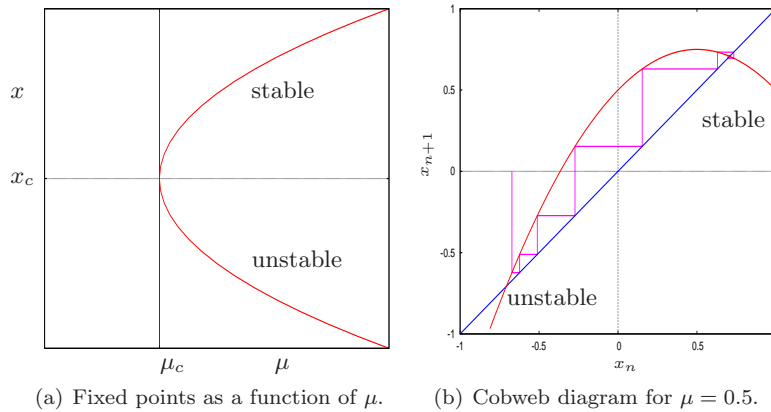 x
x_c
stable
unstable
μ_c
μ
(a) Fixed points as a function of μ.
1
0.5
0
-0.5
-1
x_{n+1}
stable
unstable
-1
-0.5
0
0.5
x_n
(b) Cobweb diagram for μ = 0.5.